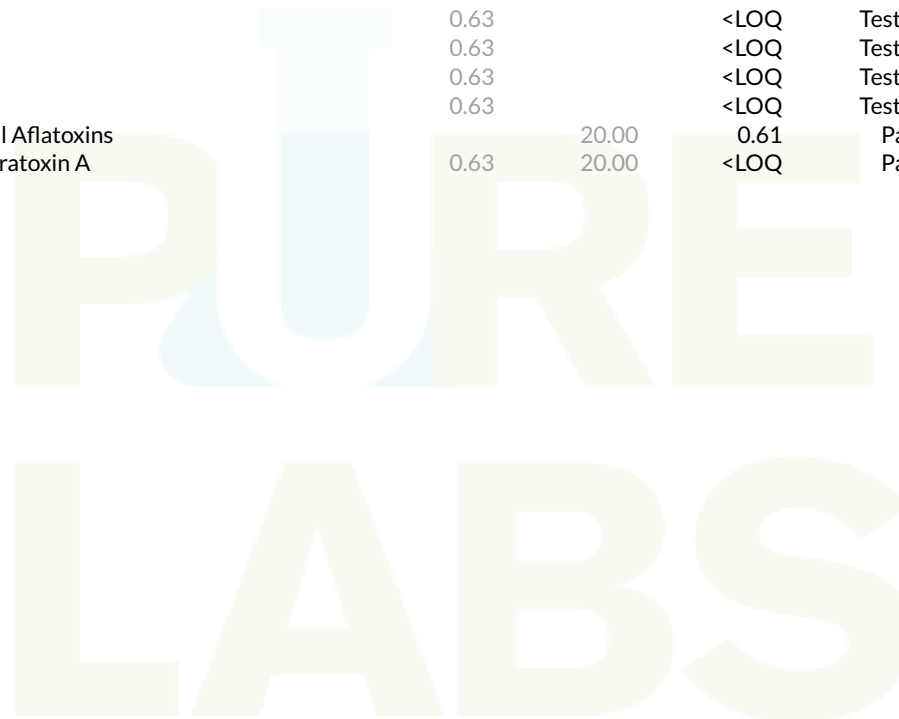 0.63 <LOQ Test
0.63 <LOQ Test
0.63 <LOQ Test
0.63 <LOQ Test
l Aflatoxins 20.00 0.61 Pa
ratoxin A 0.63 20.00 <LOQ Pa
PURE
LABS